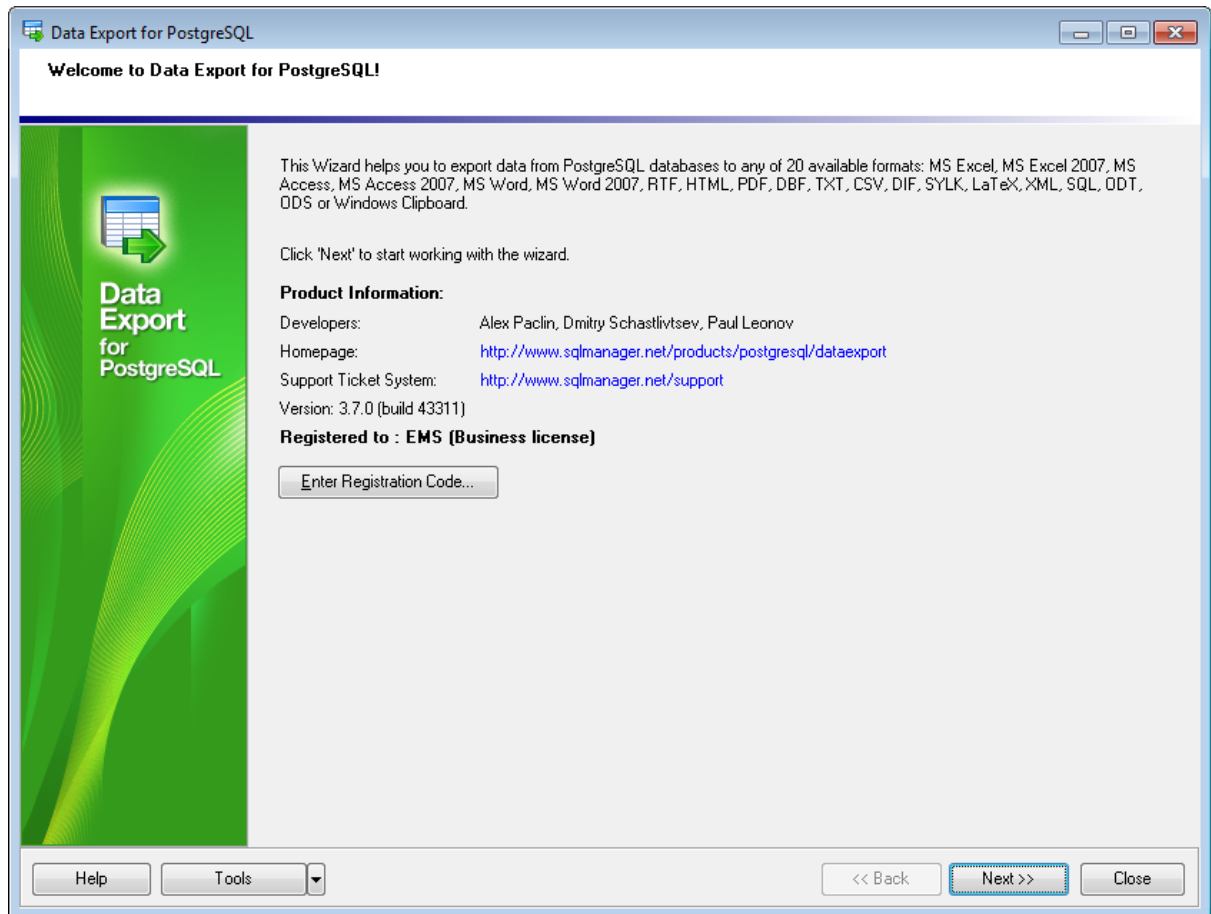 Data Export for PostgreSQL
Welcome to Data Export for PostgreSQL!
Data
Export
for
PostgreSQL
This Wizard helps you to export data from PostgreSQL databases to any of 20 available formats: MS Excel, MS Excel 2007, MS
Access, MS Access 2007, MS Word, MS Word 2007, RTF, HTML, PDF, DBF, TXT, CSV, DIF, SYLK, LaTeX, XML, SQL, ODT,
ODS or Windows Clipboard.
Click 'Next' to start working with the wizard.
Product Information:
Developers: Alex Paclin, Dmitry Schastlivtsev, Paul Leonov
Homepage: http://www.sqlmanager.net/products/postgresql/dataexport
Support Ticket System: http://www.sqlmanager.net/support
Version: 3.7.0 (build 43311)
Registered to : EMS (Business license)
Enter Registration Code...
Help Tools << Back Next >> Close